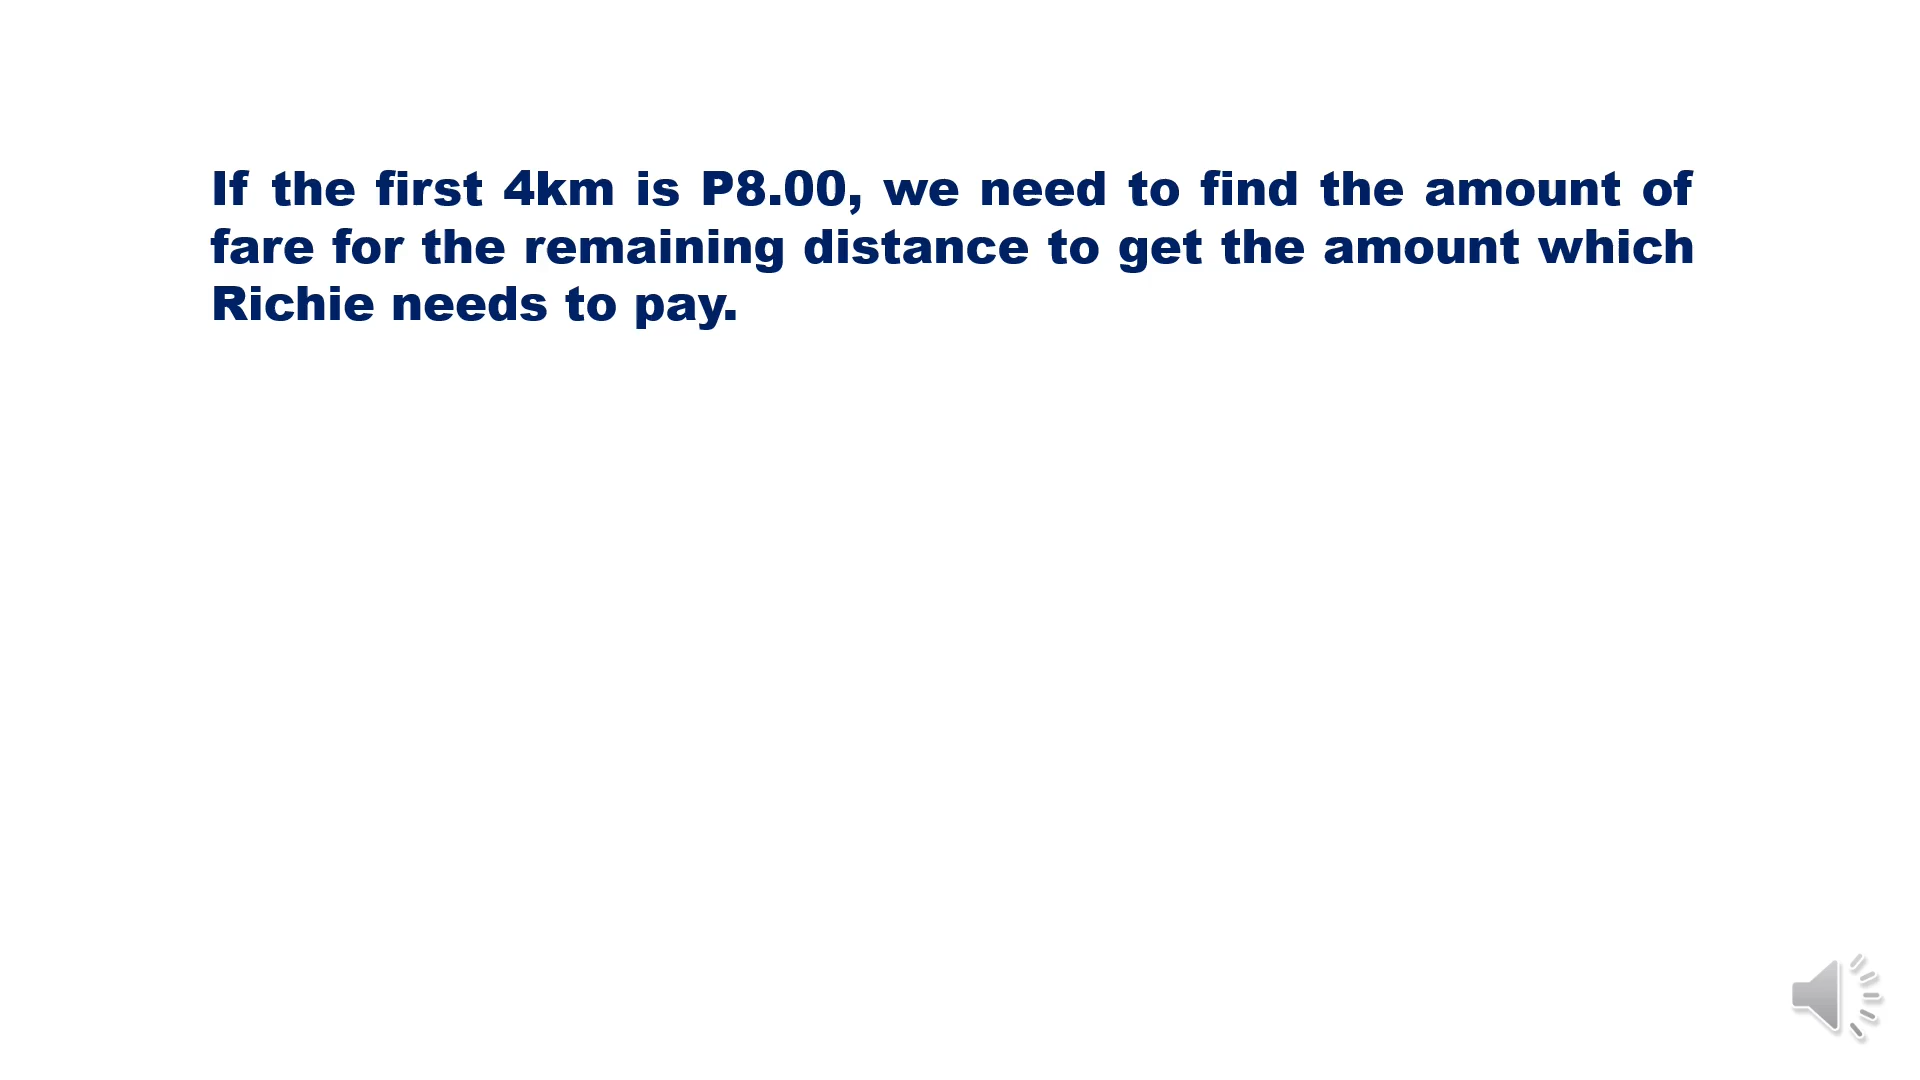 If the first 4km is P8.00, we need to find the amount of
fare for the remaining distance to get the amount which
Richie needs to pay.